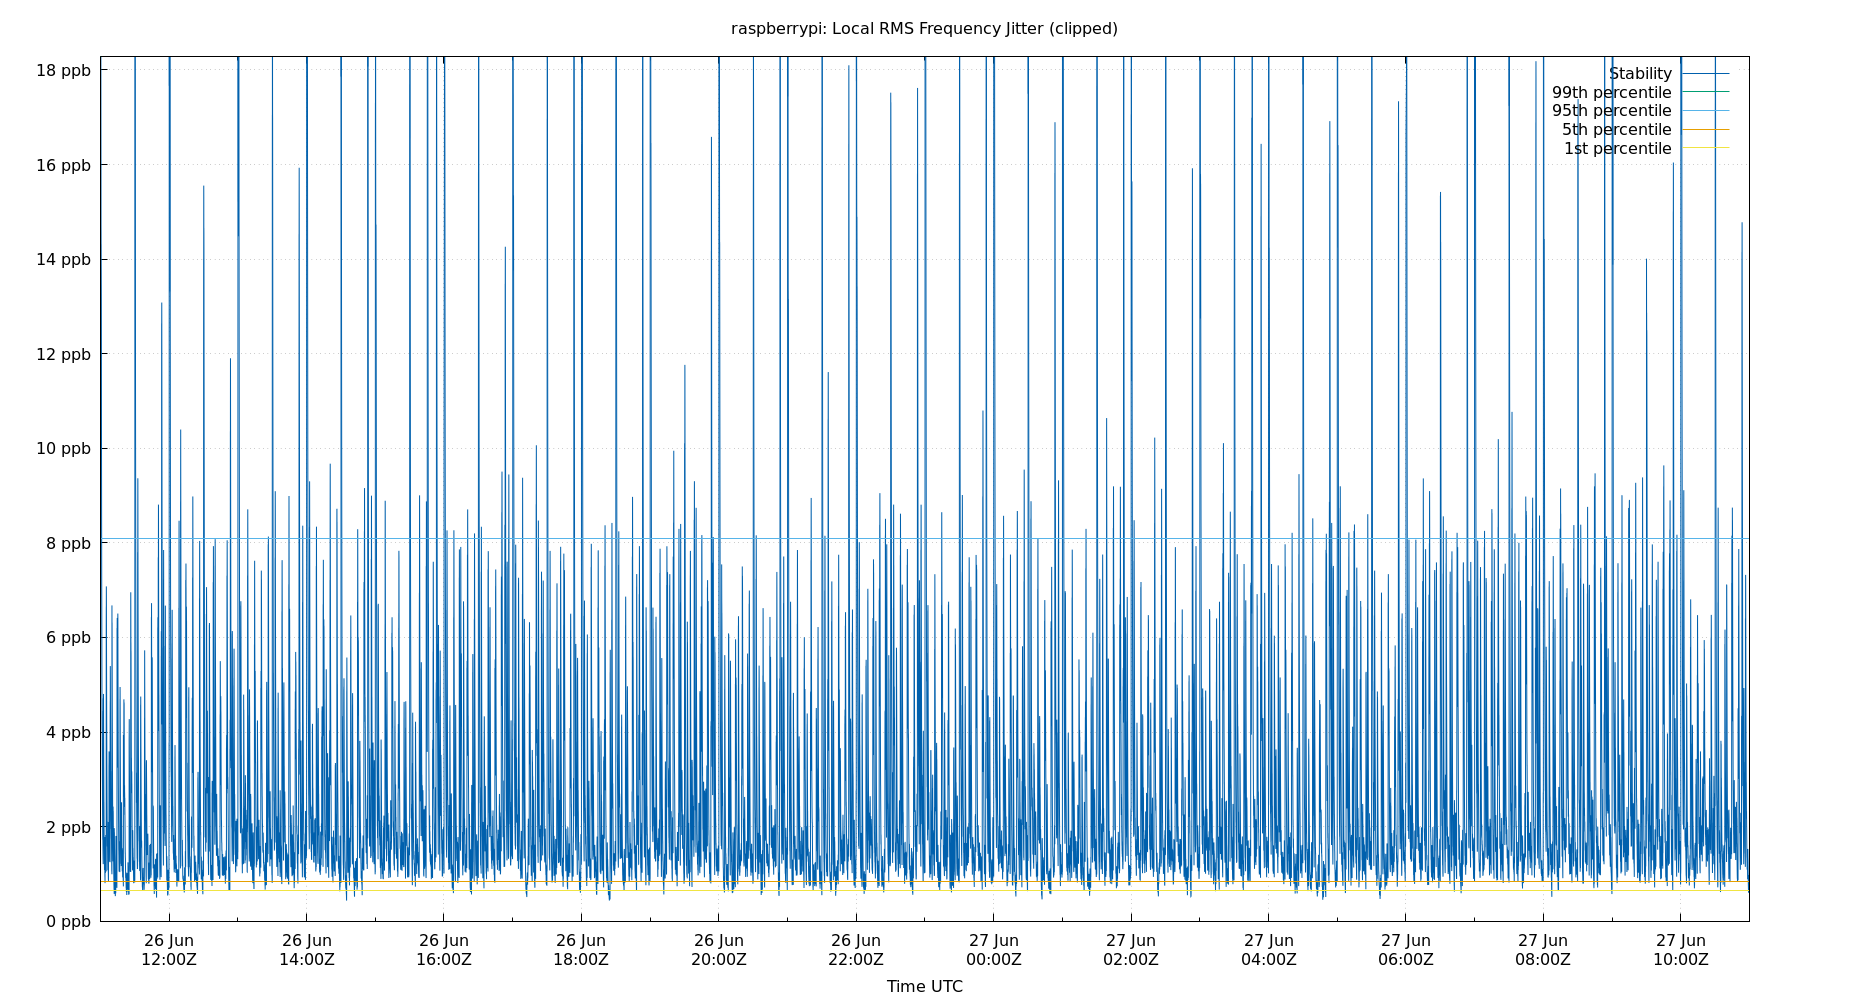 raspberrypi: Local RMS Frequency Jitter (clipped)
18 ppb
16 ppb
14 ppb
12 ppb
10 ppb
8 ppb
6 ppb
4 ppb
2 ppb
0 ppb
Stability
99th percentile
95th percentile
5th percentile
1st percentile
26 Jun 26 Jun 26 Jun 26 Jun 26 Jun 26 Jun 27 Jun 27 Jun 27 Jun 27 Jun 27 Jun 27 Jun
12:00Z 14:00Z 16:00Z 18:00Z 20:00Z 22:00Z 00:00Z 02:00Z 04:00Z 06:00Z 08:00Z 10:00Z
Time UTC